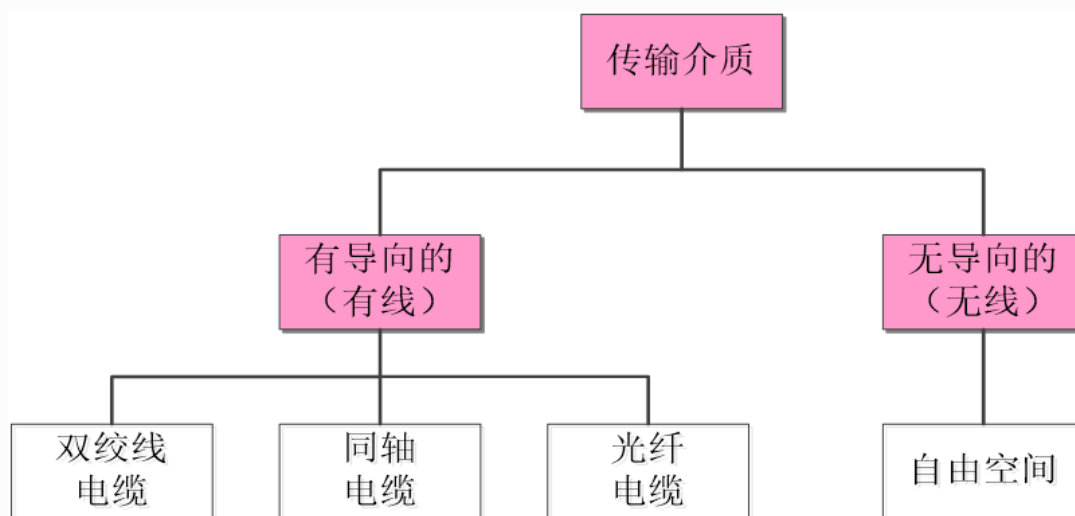 传输介质
有导向的
（有线）
无导向的
（无线）
双绞线
电缆
同轴
电缆
光纤
电缆
自由空间